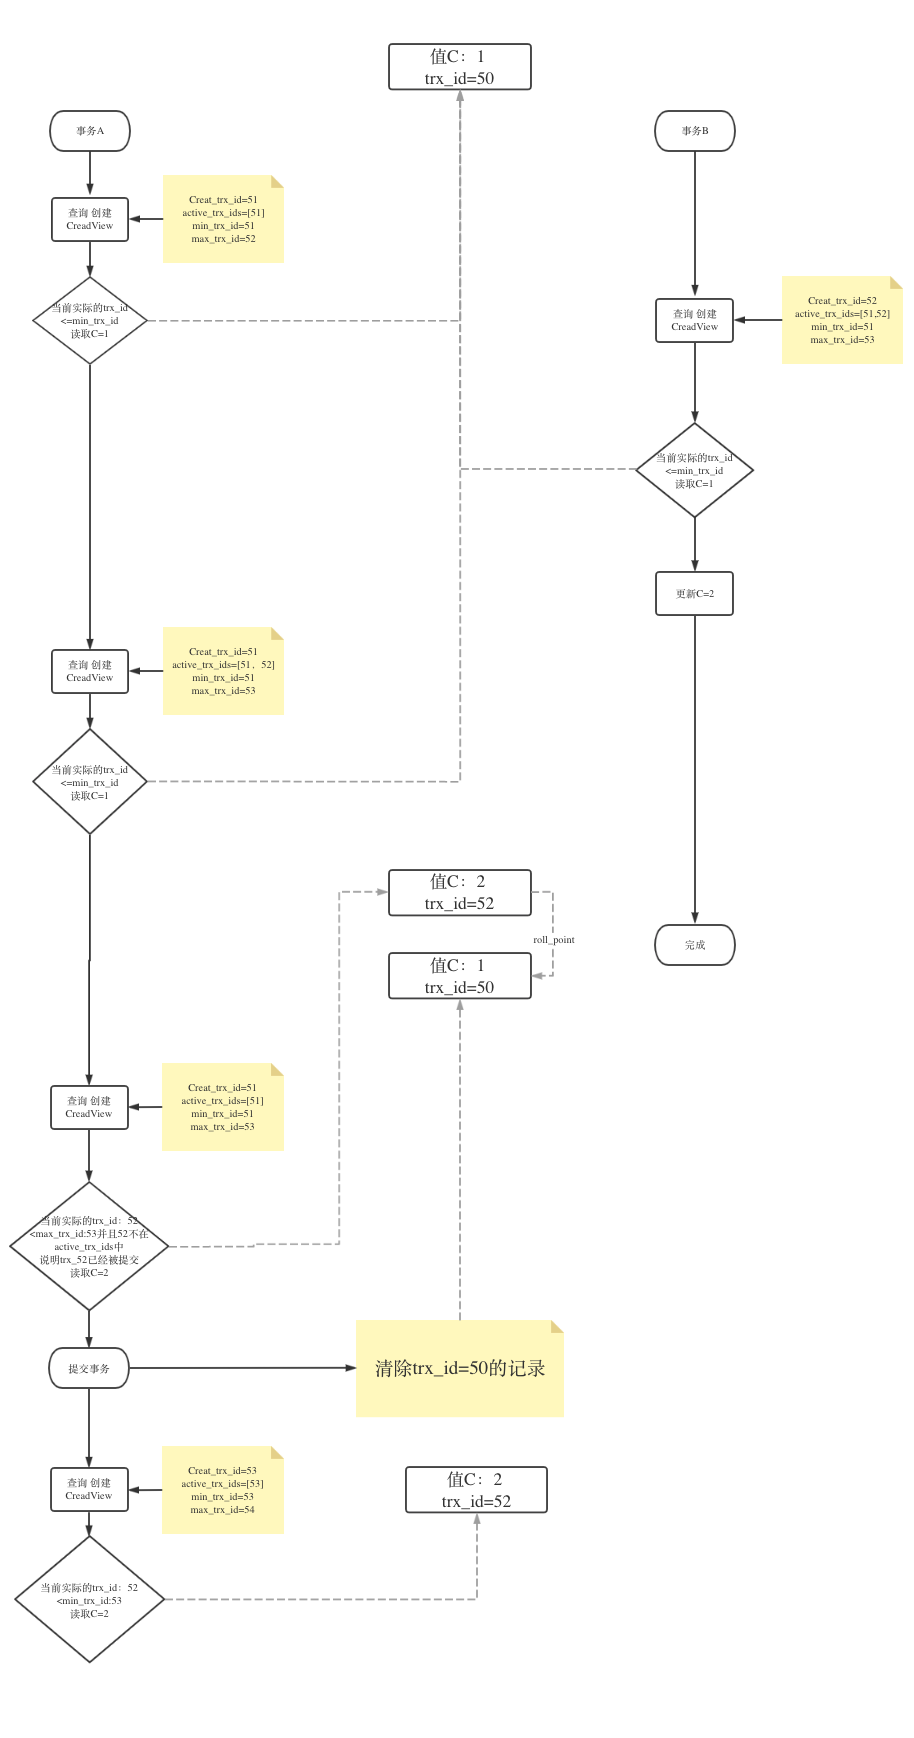 值C：1
trx_id=50
事务A
事务B
Creat_trx_id=51
active_trx_ids=[51]
min_trx_id=51
max_trx_id=52
查询 创建
CreadView
当前实际的trx_id
<=min_trx_id
读取C=1
Creat_trx_id=52
active_trx_ids=[51,52]
min_trx_id=51
max_trx_id=53
查询 创建
CreadView
当前实际的trx_id
<=min_trx_id
读取C=1
更新C=2
Creat_trx_id=51
active_trx_ids=[51，52]
min_trx_id=51
max_trx_id=53
查询 创建
CreadView
当前实际的trx_id
<=min_trx_id
读取C=1
值C：2
trx_id=52
roll_point
值C：1
trx_id=50
完成
Creat_trx_id=51
active_trx_ids=[51]
min_trx_id=51
max_trx_id=53
查询 创建
CreadView
当前实际的trx_id：52
<max_trx_id:53并且52不在
active_trx_ids中
说明trx_52已经被提交
读取C=2
提交事务
清除trx_id=50的记录
Creat_trx_id=53
active_trx_ids=[53]
min_trx_id=53
max_trx_id=54
查询 创建
CreadView
值C：2
trx_id=52
当前实际的trx_id：52
<min_trx_id:53
读取C=2